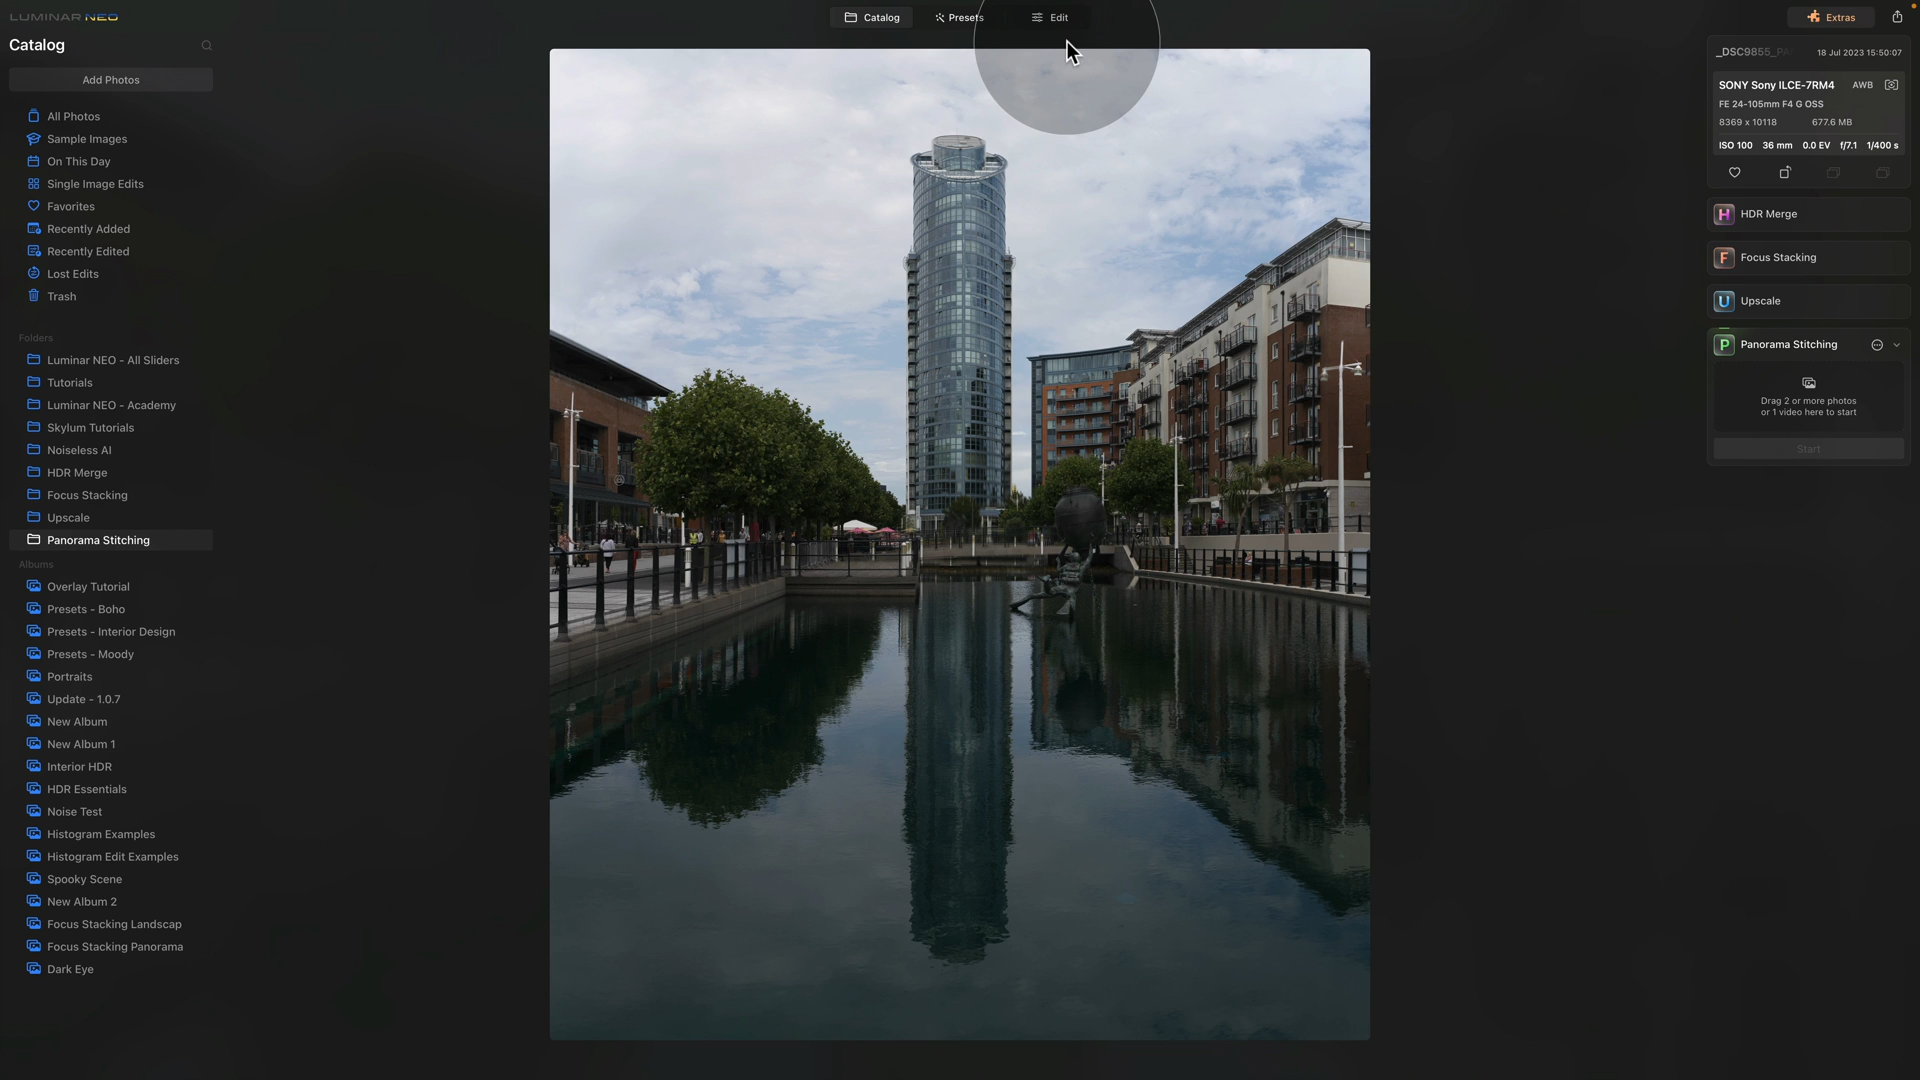 LUMINAR NEO
Catalog
Presets
Edit
Extras
Catalog
Add Photos
All Photos
Sample Images
On This Day
Single Image Edits
Favorites
Recently Added
Recently Edited
Lost Edits
Trash
Folders
Luminar NEO - All Sliders
Tutorials
Luminar NEO - Academy
Skylum Tutorials
Noiseless AI
HDR Merge
Focus Stacking
Upscale
Panorama Stitching
Albums
Overlay Tutorial
Presets - Boho
Presets - Interior Design
Presets - Moody
Portraits
Update - 1.0.7
New Album
New Album 1
Interior HDR
HDR Essentials
Noise Test
Histogram Examples
Histogram Edit Examples
Spooky Scene
New Album 2
Focus Stacking Landscap
Focus Stacking Panorama
Dark Eye
_DSC9855_PA 18 Jul 2023 15:50:07
SONY Sony ILCE-7RM4 AWB
FE 24-105mm F4 G OSS
8369 x 10118 677.6 MB
ISO 100 36 mm 0.0 EV f/7.1 1/400 s
H HDR Merge
F Focus Stacking
U Upscale
P Panorama Stitching
Drag 2 or more photos
or 1 video here to start
Start